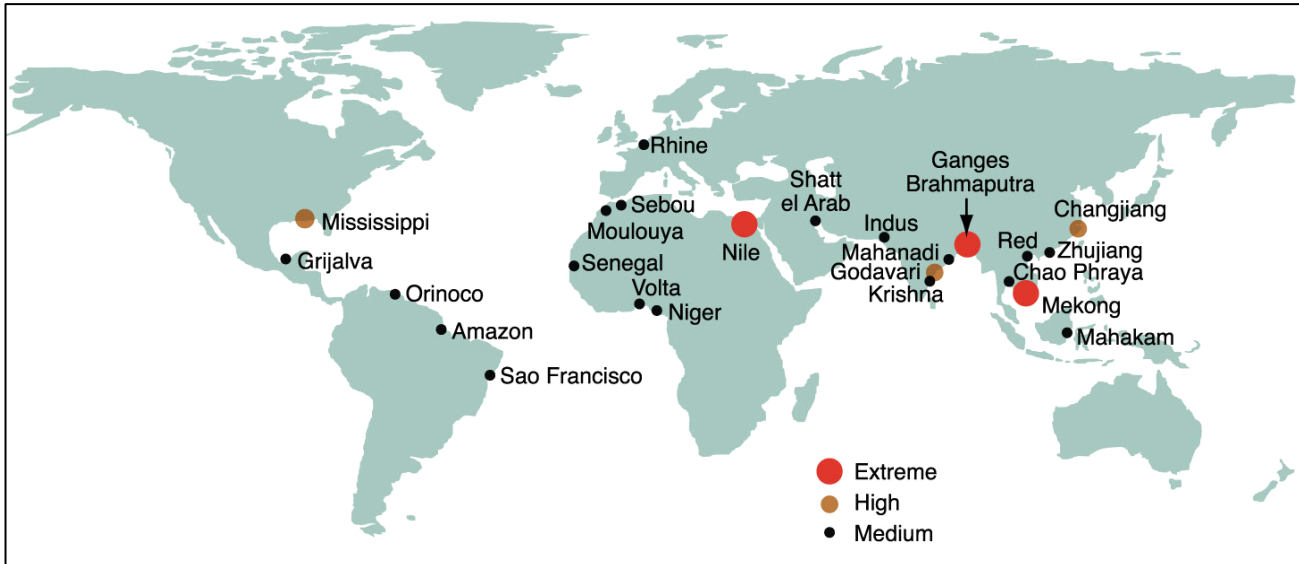 Rhine
Ganges
Brahmaputra
Shatt
el Arab
Sebou
Moulouya
Nile
Indus
Changjiang
Mississippi
Mahanadi
Red
Zhujiang
Grijalva
Senegal
Godavari
Chao Phraya
Krishna
Orinoco
Volta
Niger
Mekong
Amazon
Mahakam
Sao Francisco
Extreme
High
Medium